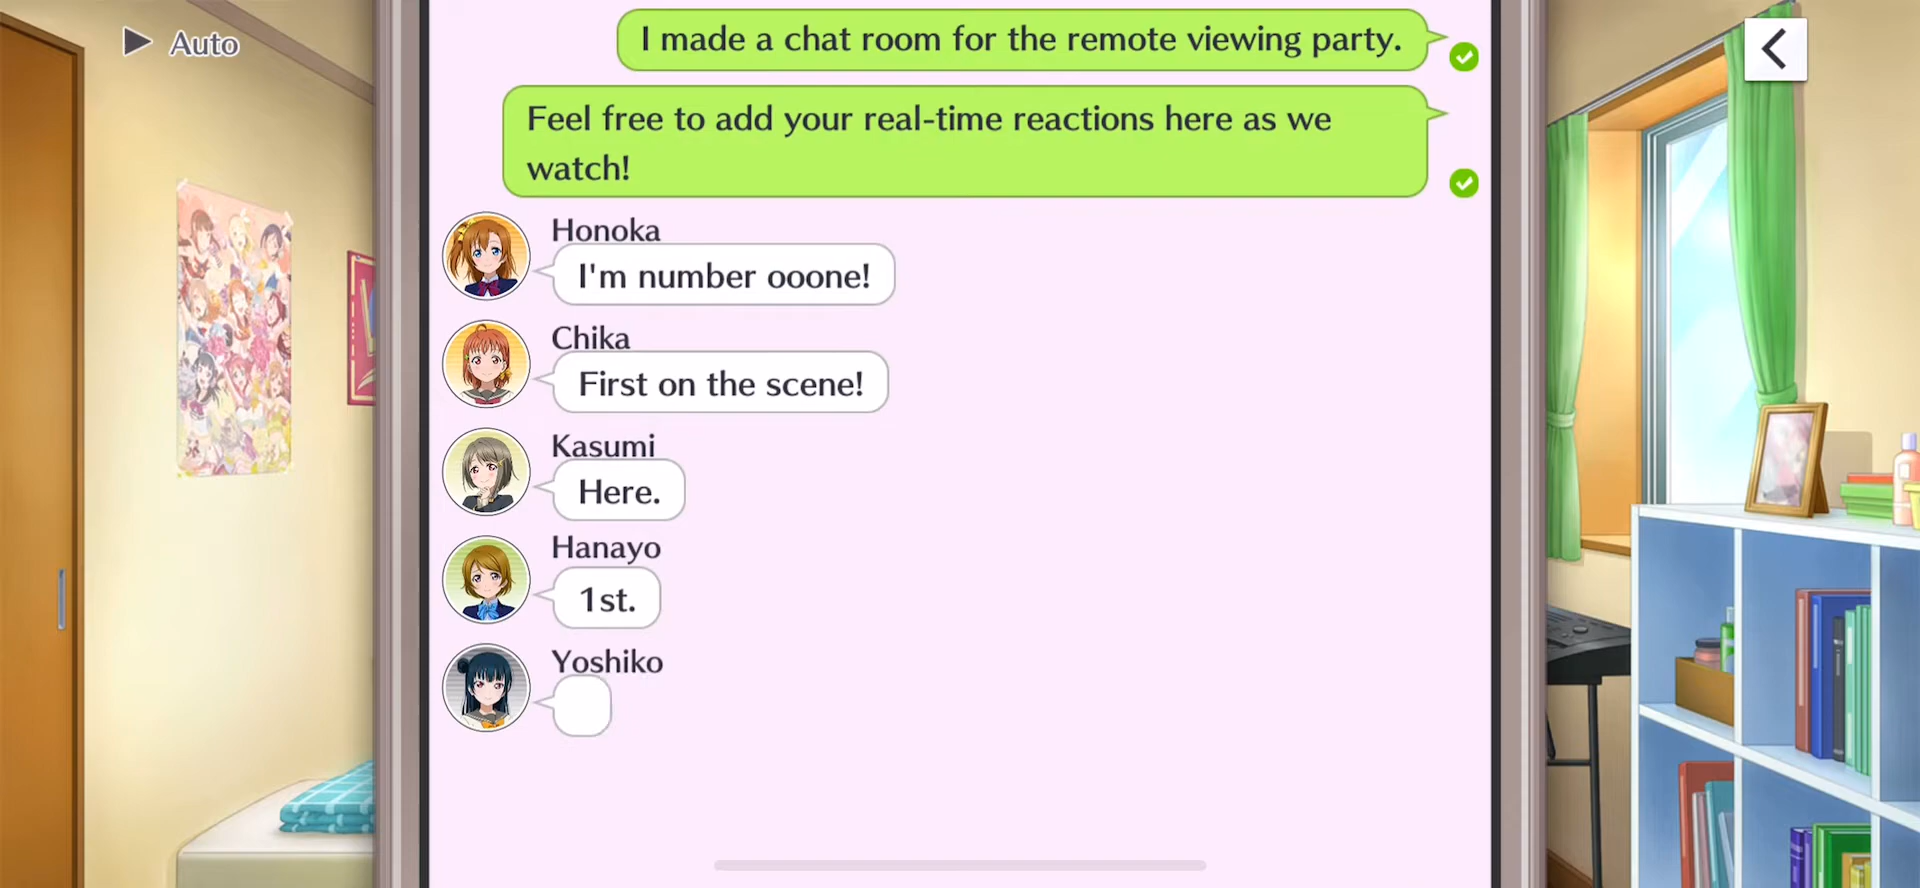 Auto
I made a chat room for the remote viewing party.
Feel free to add your real-time reactions here as we
watch!
Honoka
I'm number ooone!
Chika
First on the scene!
Kasumi
Here.
Hanayo
1st.
Yoshiko